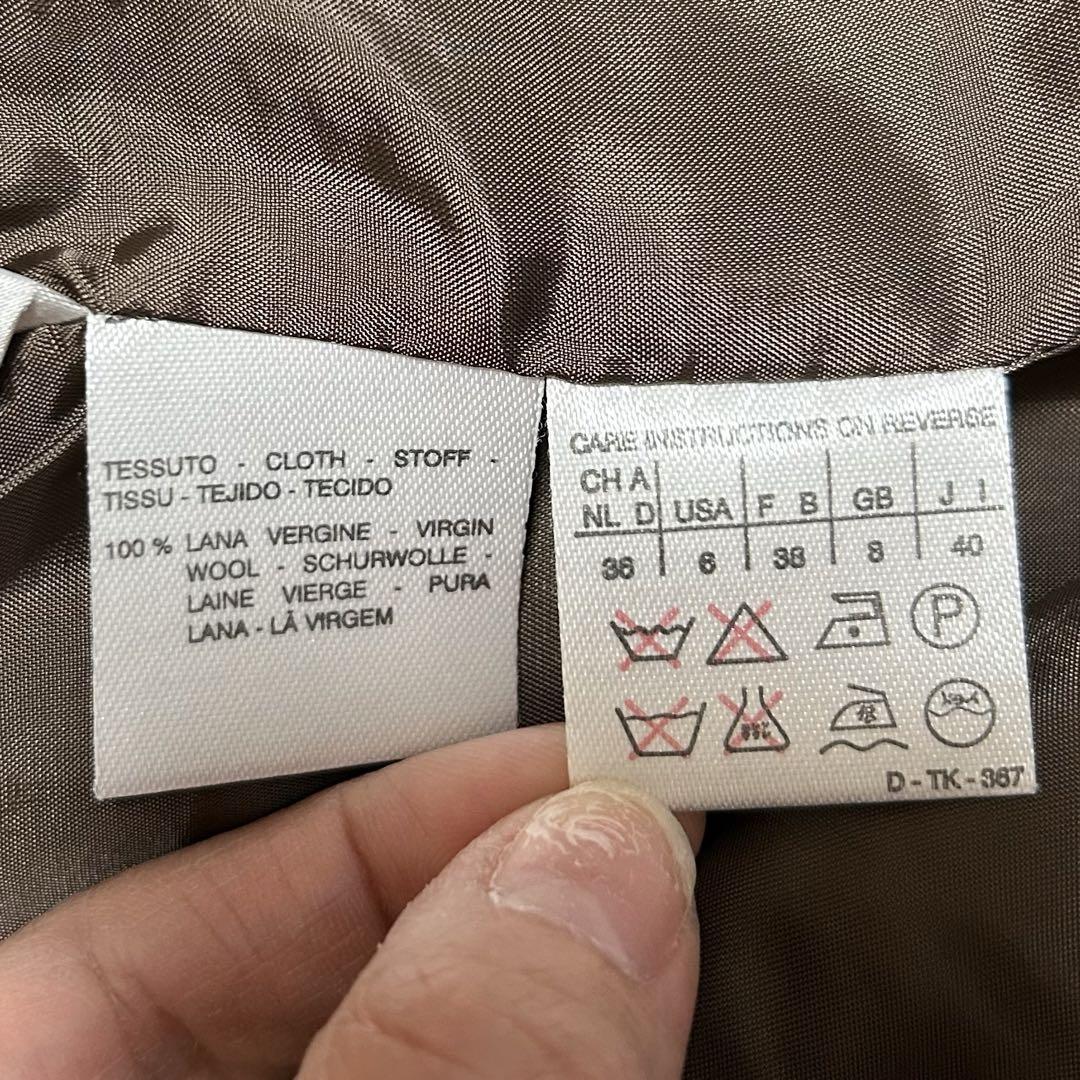 TESSUTO - CLOTH - STOFF -
TISSU - TEJIDO - TECIDO
100 % LANA VERGINE - VIRGIN
WOOL - SCHURWOLLE -
LAINE VIERGE - PURA
LANA - LÃ VIRGEM
CARE INSTRUCTIONS ON REVERSE
CH A
NL D USA F B GB J I
36 6 38 8 40
P
D - TK - 367